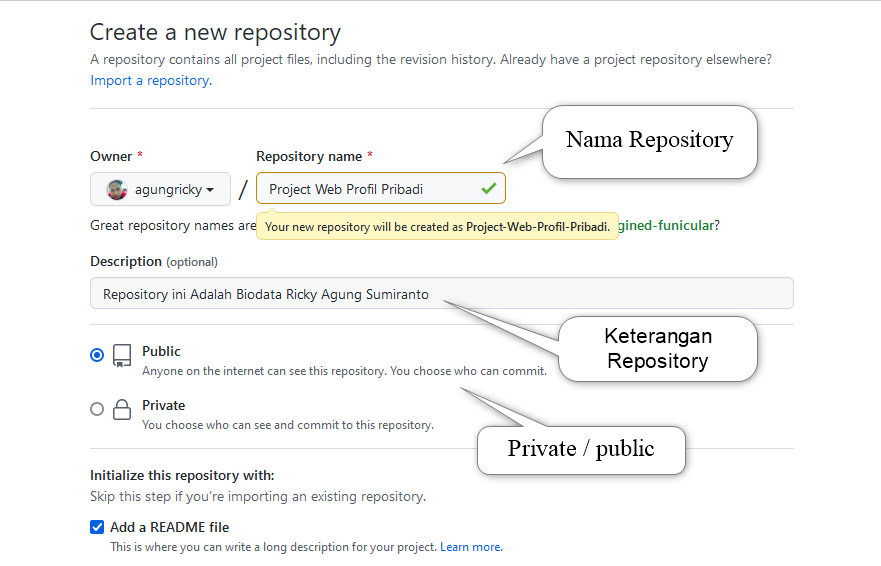 Create a new repository
A repository contains all project files, including the revision history. Already have a project repository elsewhere?
Import a repository.
Nama Repository
Owner *
Repository name *
agungricky
/
Project Web Profil Pribadi
Great repository names are
Your new repository will be created as Project-Web-Profil-Pribadi.
gined-funicular?
Description (optional)
Repository ini Adalah Biodata Ricky Agung Sumiranto
Keterangan
Repository
Public
Anyone on the internet can see this repository. You choose who can commit.
Private
You choose who can see and commit to this repository.
Private / public
Initialize this repository with:
Skip this step if you’re importing an existing repository.
Add a README file
This is where you can write a long description for your project. Learn more.